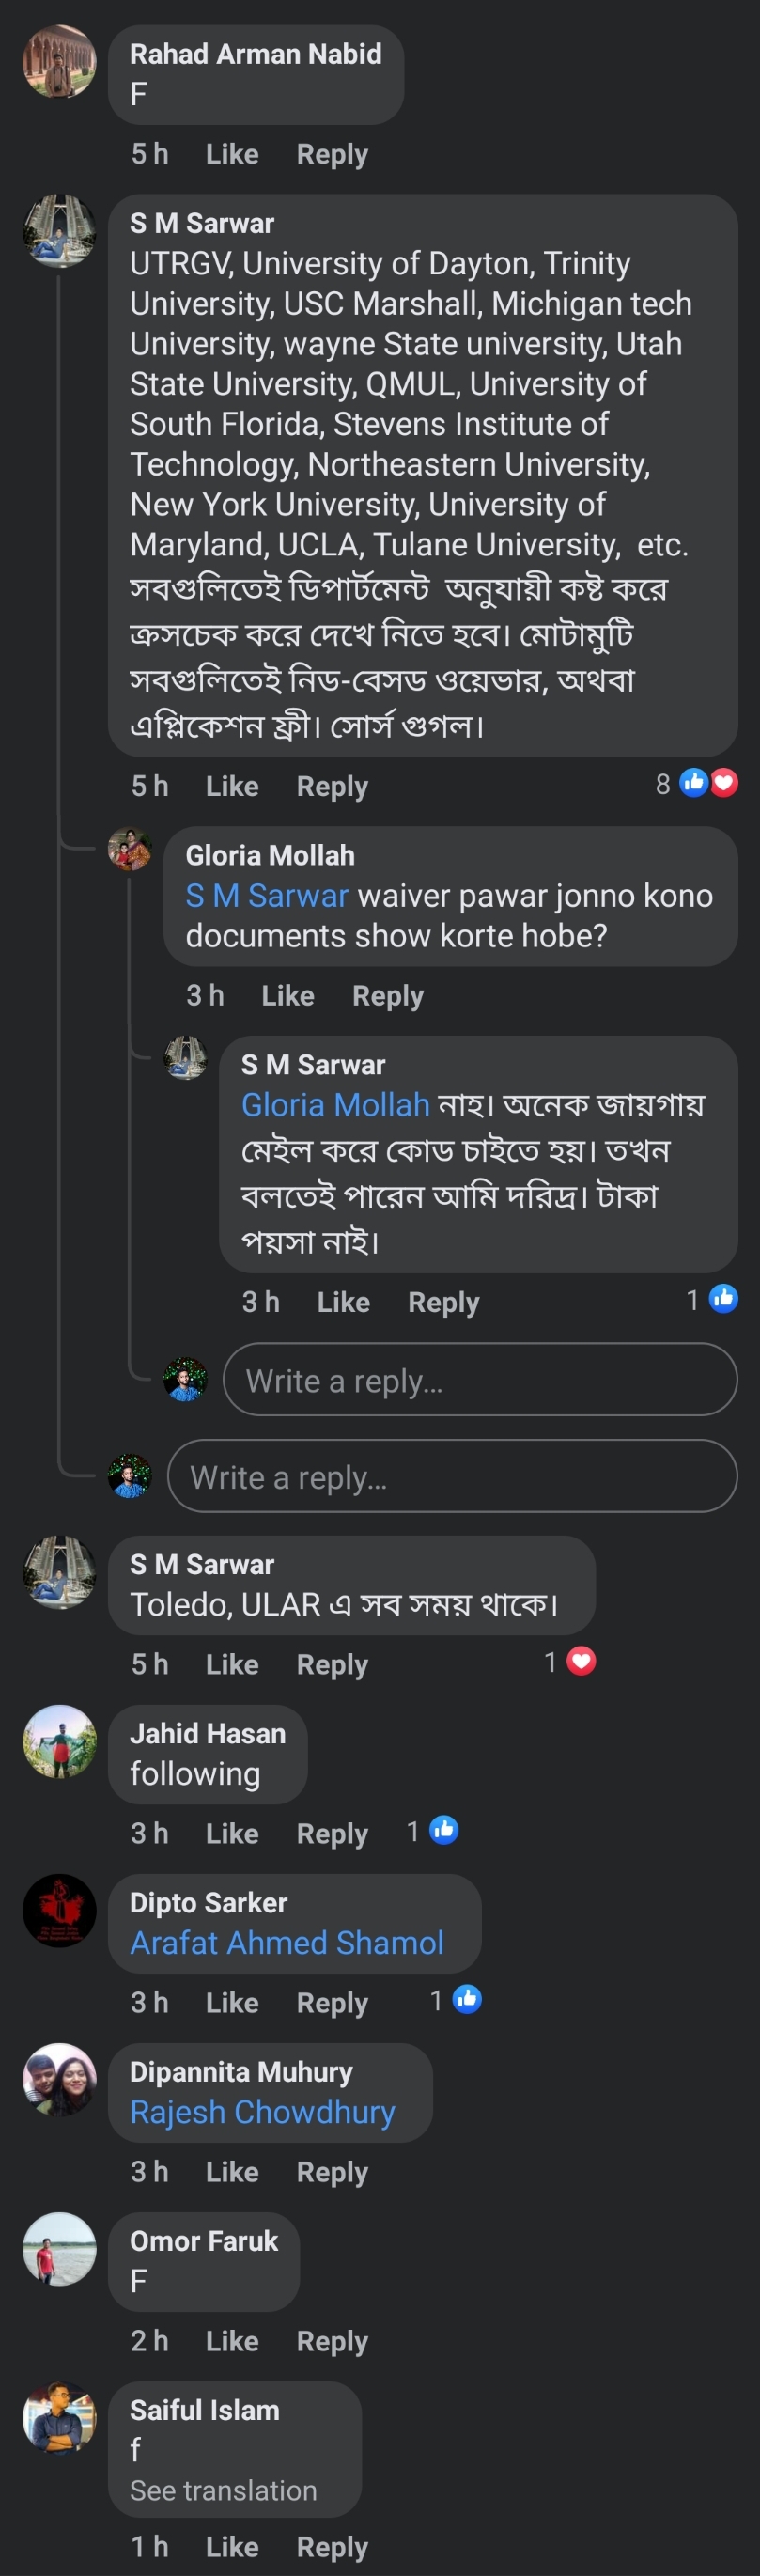 Rahad Arman Nabid
F
5 h Like Reply
S M Sarwar
UTRGV, University of Dayton, Trinity
University, USC Marshall, Michigan tech
University, wayne State university, Utah
State University, QMUL, University of
South Florida, Stevens Institute of
Technology, Northeastern University,
New York University, University of
Maryland, UCLA, Tulane University, etc.
সবগুলিতেই ডিপার্টমেন্ট অনুযায়ী কষ্ট করে
ক্রসচেক করে দেখে নিতে হবে। মোটামুটি
সবগুলিতেই নিড-বেসড ওয়েভার, অথবা
এপ্লিকেশন ফ্রী। সোর্স গুগল।
5 h Like Reply 8
Gloria Mollah
S M Sarwar waiver pawar jonno kono
documents show korte hobe?
3 h Like Reply
S M Sarwar
Gloria Mollah নাহ। অনেক জায়গায়
মেইল করে কোড চাইতে হয়। তখন
বলতেই পারেন আমি দরিদ্র। টাকা
পয়সা নাই।
3 h Like Reply 1
Write a reply...
Write a reply...
S M Sarwar
Toledo, ULAR এ সব সময় থাকে।
5 h Like Reply 1
Jahid Hasan
following
3 h Like Reply 1
Dipto Sarker
Arafat Ahmed Shamol
3 h Like Reply 1
Dipannita Muhury
Rajesh Chowdhury
3 h Like Reply
Omor Faruk
F
2 h Like Reply
Saiful Islam
f
See translation
1 h Like Reply